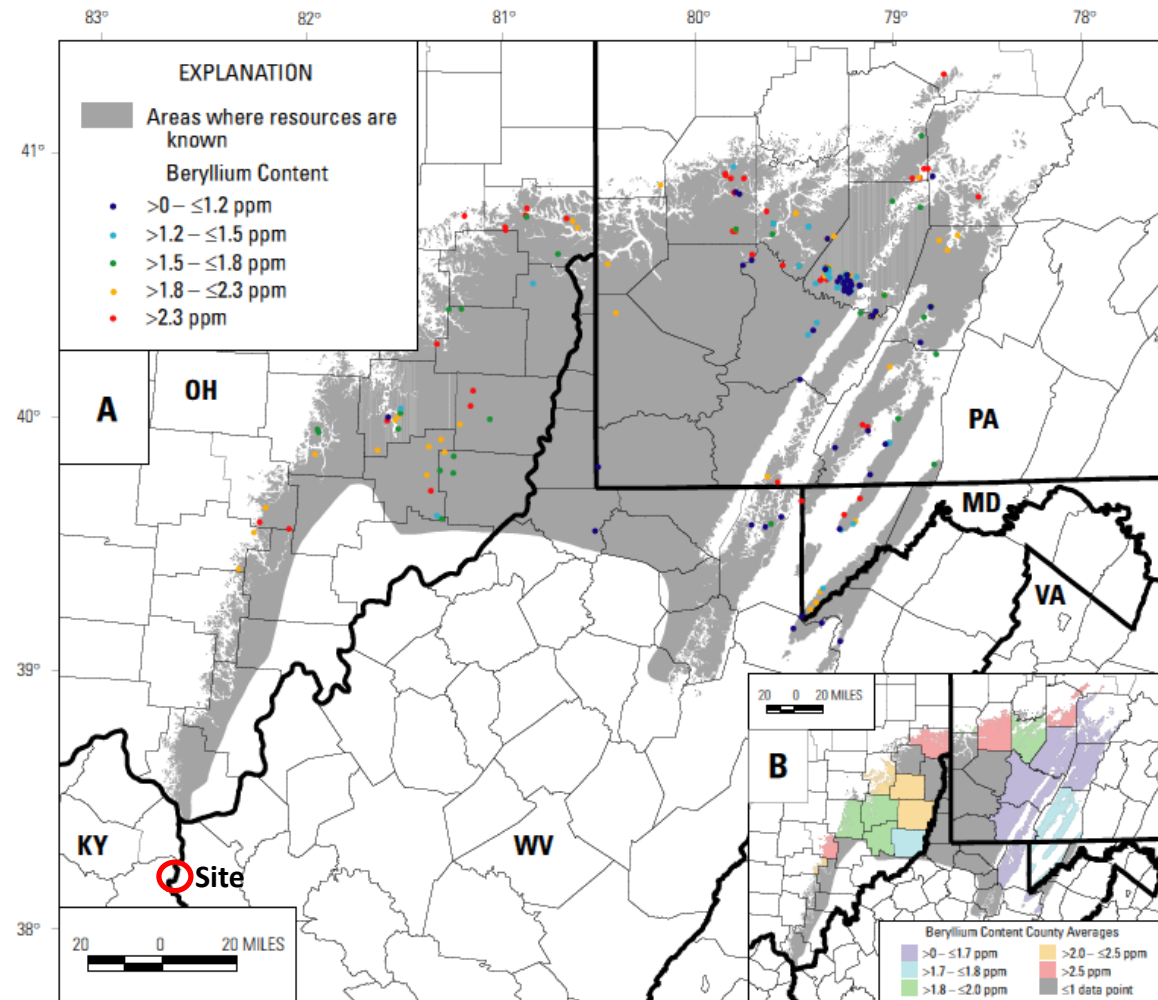 83° 82° 81° 80° 79° 78°
EXPLANATION
Areas where resources are
known
Beryllium Content
>0 – ≤1.2 ppm
>1.2 – ≤1.5 ppm
>1.5 – ≤1.8 ppm
>1.8 – ≤2.3 ppm
>2.3 ppm
41°
40°
39°
38°
A
OH
PA
MD
VA
WV
KY
Site
20 0 20 MILES
20 0 20 MILES
B
Beryllium Content County Averages
>0 – ≤1.7 ppm
>1.7 – ≤1.8 ppm
>1.8 – ≤2.0 ppm
>2.0 – ≤2.5 ppm
>2.5 ppm
≤1 data point